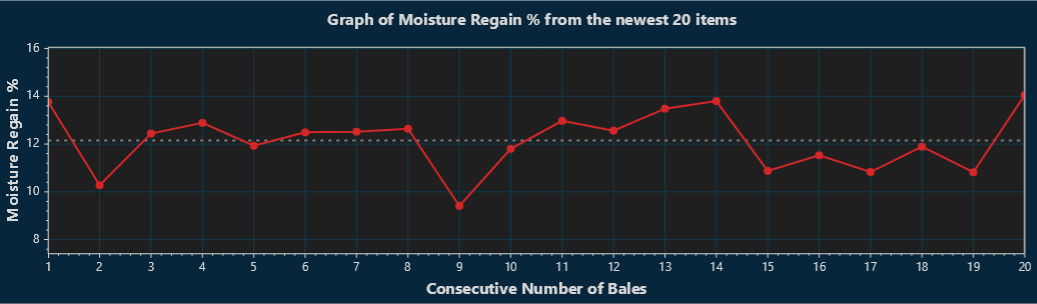 Graph of Moisture Regain % from the newest 20 items
Moisture Regain %
16
14
12
10
8
1 2 3 4 5 6 7 8 9 10 11 12 13 14 15 16 17 18 19 20
Consecutive Number of Bales